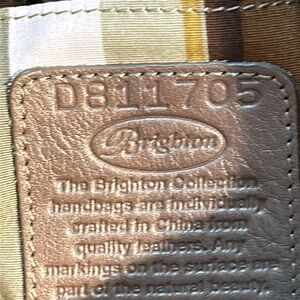 D811705
Brighton
The Brighton Collection
handbags are individually
crafted in China from
quality leathers. Any
markings on the surface are
part of the natural beauty.